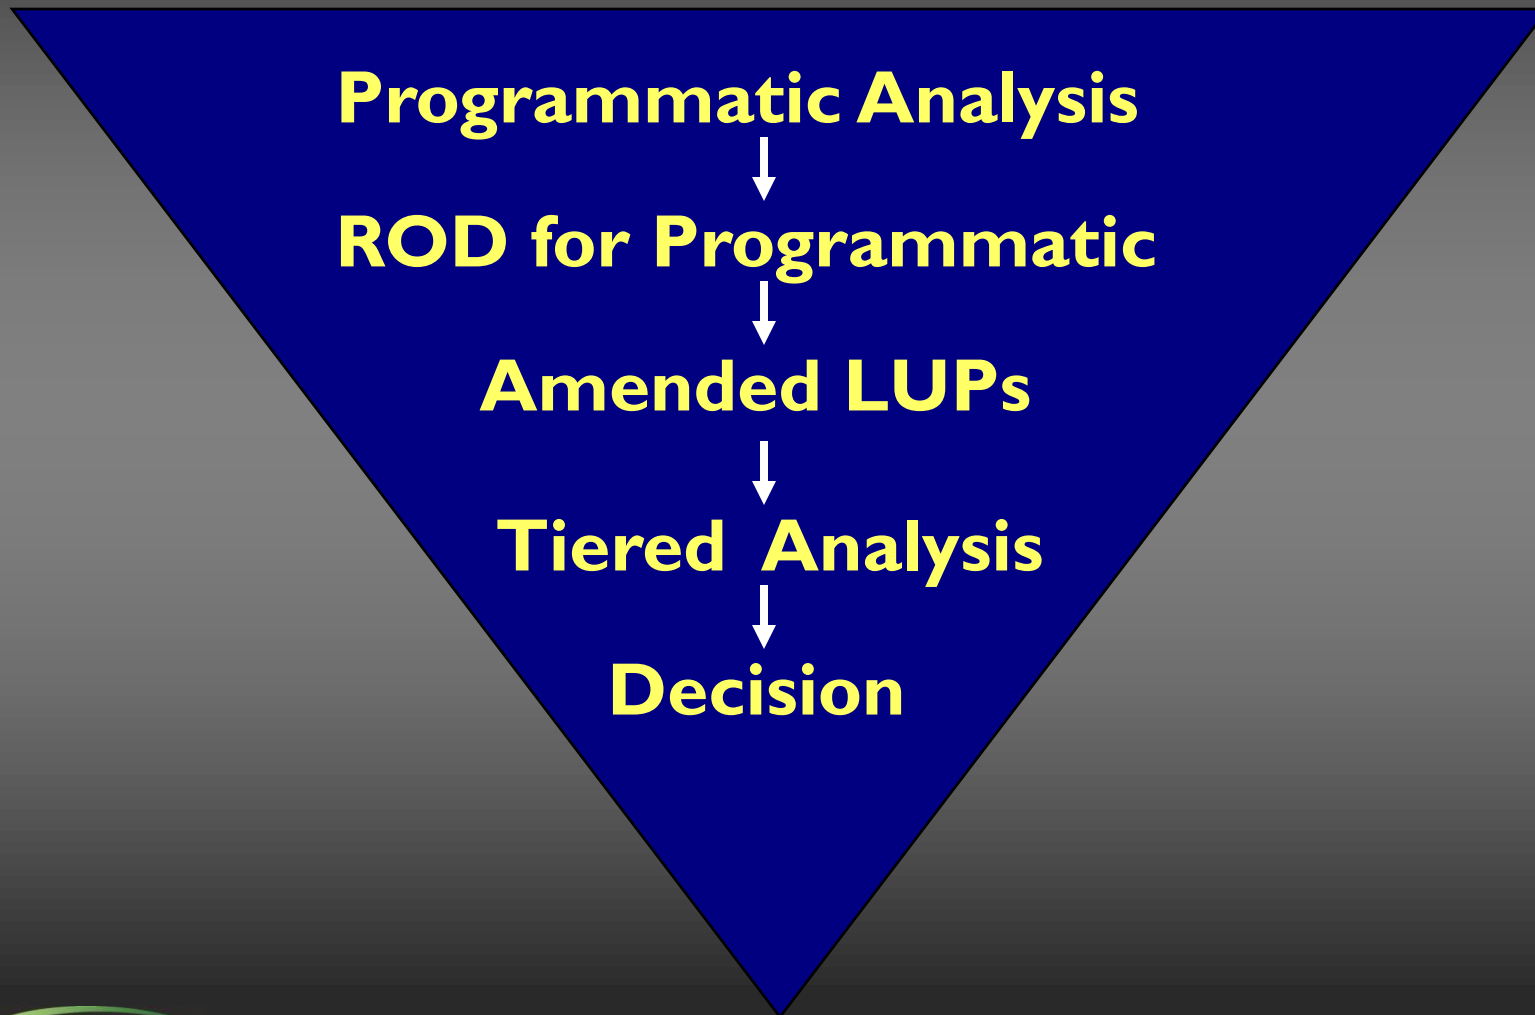 Programmatic Analysis
ROD for Programmatic
Amended LUPs
Tiered Analysis
Decision